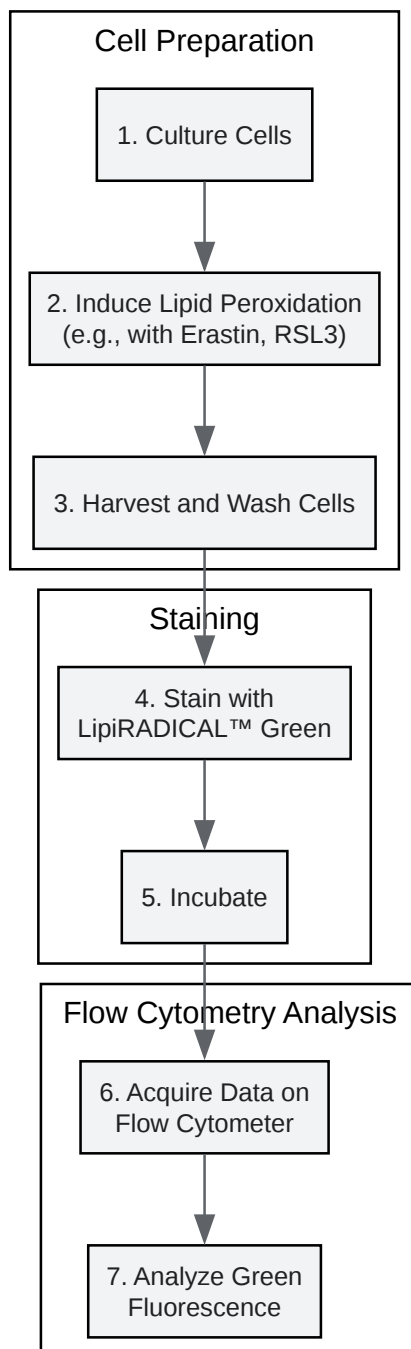 Cell Preparation
1. Culture Cells
2. Induce Lipid Peroxidation
(e.g., with Erastin, RSL3)
3. Harvest and Wash Cells
Staining
4. Stain with
LipiRADICAL™ Green
5. Incubate
Flow Cytometry Analysis
6. Acquire Data on
Flow Cytometer
7. Analyze Green
Fluorescence